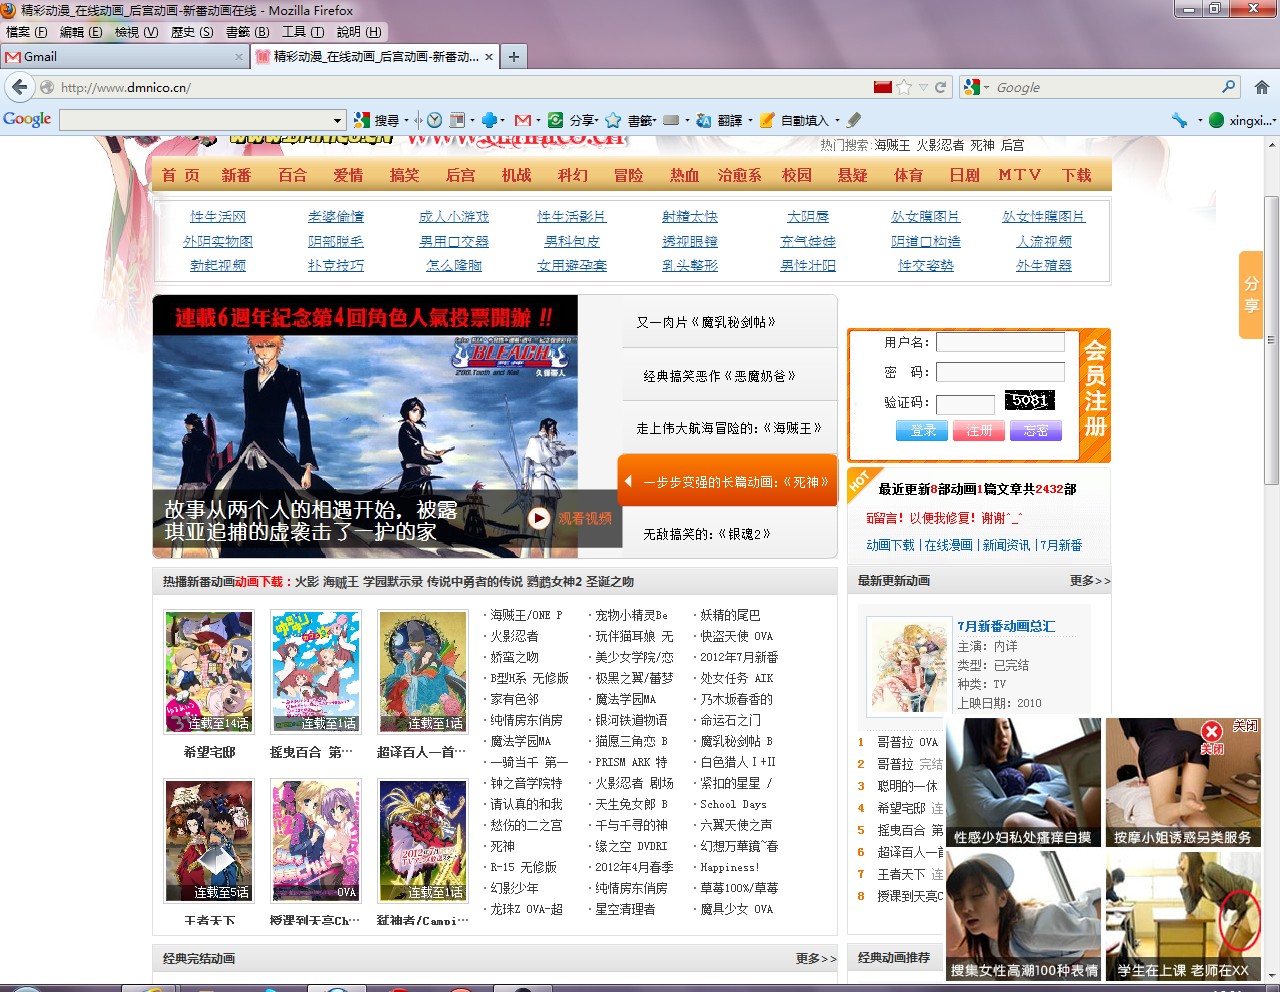 精彩动漫_在线动画_后宫动画-新番动画在线 - Mozilla Firefox
檔案 (F) 編輯 (E) 檢視 (V) 歷史 (S) 書籤 (B) 工具 (T) 說明 (H)
Gmail × 精彩动漫_在线动画_后宫动画-新番动... × +
http://www.dmnico.cn/ Google
Google 搜尋 分享 書籤 翻譯 自動填入 xingxi...
www.dmnico.cn
热门搜索:海贼王 火影忍者 死神 后宫
首 页 新番 百合 爱情 搞笑 后宫 机战 科幻 冒险 热血 治愈系 校园 悬疑 体育 日剧 MTV 下载
性生活网 老婆偷情 成人小游戏 性生活影片 射精太快 大阴唇 处女膜图片 处女性膜图片
外阴实物图 阴部脱毛 男用口交器 男科包皮 透视眼镜 充气娃娃 阴道口构造 人流视频
勃起视频 扑克技巧 怎么隆胸 女用避孕套 乳头整形 男性壮阳 性交姿势 外生殖器
分享
連載6週年紀念第4回角色人氣投票開辦 !!
BLEACH
久保帯人
故事从两个人的相遇开始，被露
琪亚追捕的虚袭击了一护的家
观看视频
又一肉片《魔乳秘剑帖》
经典搞笑恶作《恶魔奶爸》
走上伟大航海冒险的:《海贼王》
一步步变强的长篇动画:《死神》
无敌搞笑的:《银魂2》
用户名:
密 码:
验证码: 5081
登录 注册 忘密
会员注册
HOT
最近更新8部动画1篇文章共2432部
留言! 以便我修复! 谢谢^_^
动画下载 | 在线漫画 | 新闻资讯 | 7月新番
热播新番动画动画下载：火影 海贼王 学园默示录 传说中勇者的传说 鹦鹉女神2 圣诞之吻
连载至14话 连载至1话 连载至1话
希望宅邸 摇曳百合 第… 超译百人一首…
连载至5话 OVA 连载至1话
王者天下 授课到天亮Ch… 弑神者/Campi…
· 海贼王/ONE P · 宠物小精灵Be · 妖精的尾巴
· 火影忍者 · 玩伴猫耳娘 无 · 快盗天使 OVA
· 娇蛮之吻 · 美少女学院/恋 · 2012年7月新番
· B型H系 无修版 · 极黑之翼/蕾梦 · 处女任务 AIK
· 家有色邻 · 魔法学园MA · 乃木坂春香的
· 纯情房东俏房 · 银河铁道物语 · 命运石之门
· 魔法学园MA · 猫愿三角恋 B · 魔乳秘剑帖 B
· 一骑当千 第一 · PRISM ARK 特 · 白色猎人Ⅰ+Ⅱ
· 钟之音学院特 · 火影忍者 剧场 · 紧扣的星星 /
· 请认真的和我 · 天生兔女郎 B · School Days
· 愁伤的二之宫 · 千与千寻的神 · 六翼天使之声
· 死神 · 缘之空 DVDRI · 幻想万華鏡~春
· R-15 无修版 · 2012年4月春季 · Happiness!
· 幻影少年 · 纯情房东俏房 · 草莓100%草莓
· 龙珠Z OVA-超 · 星空清理者 · 魔具少女 OVA
最新更新动画 更多>>
7月新番动画总汇
主演: 内详
类型: 已完结
种类: TV
上映日期: 2010
1 哥普拉 OVA
2 哥普拉 完结
3 聪明的一休
4 希望宅邸 连
5 摇曳百合 第
6 超译百人一首
7 王者天下 连
8 授课到天亮C
关闭
关闭
性感少妇私处瘙痒自摸 按摩小姐诱惑另类服务
搜集女性高潮100种表情 学生在上课 老师在XX
经典完结动画 更多>>
经典动画推荐